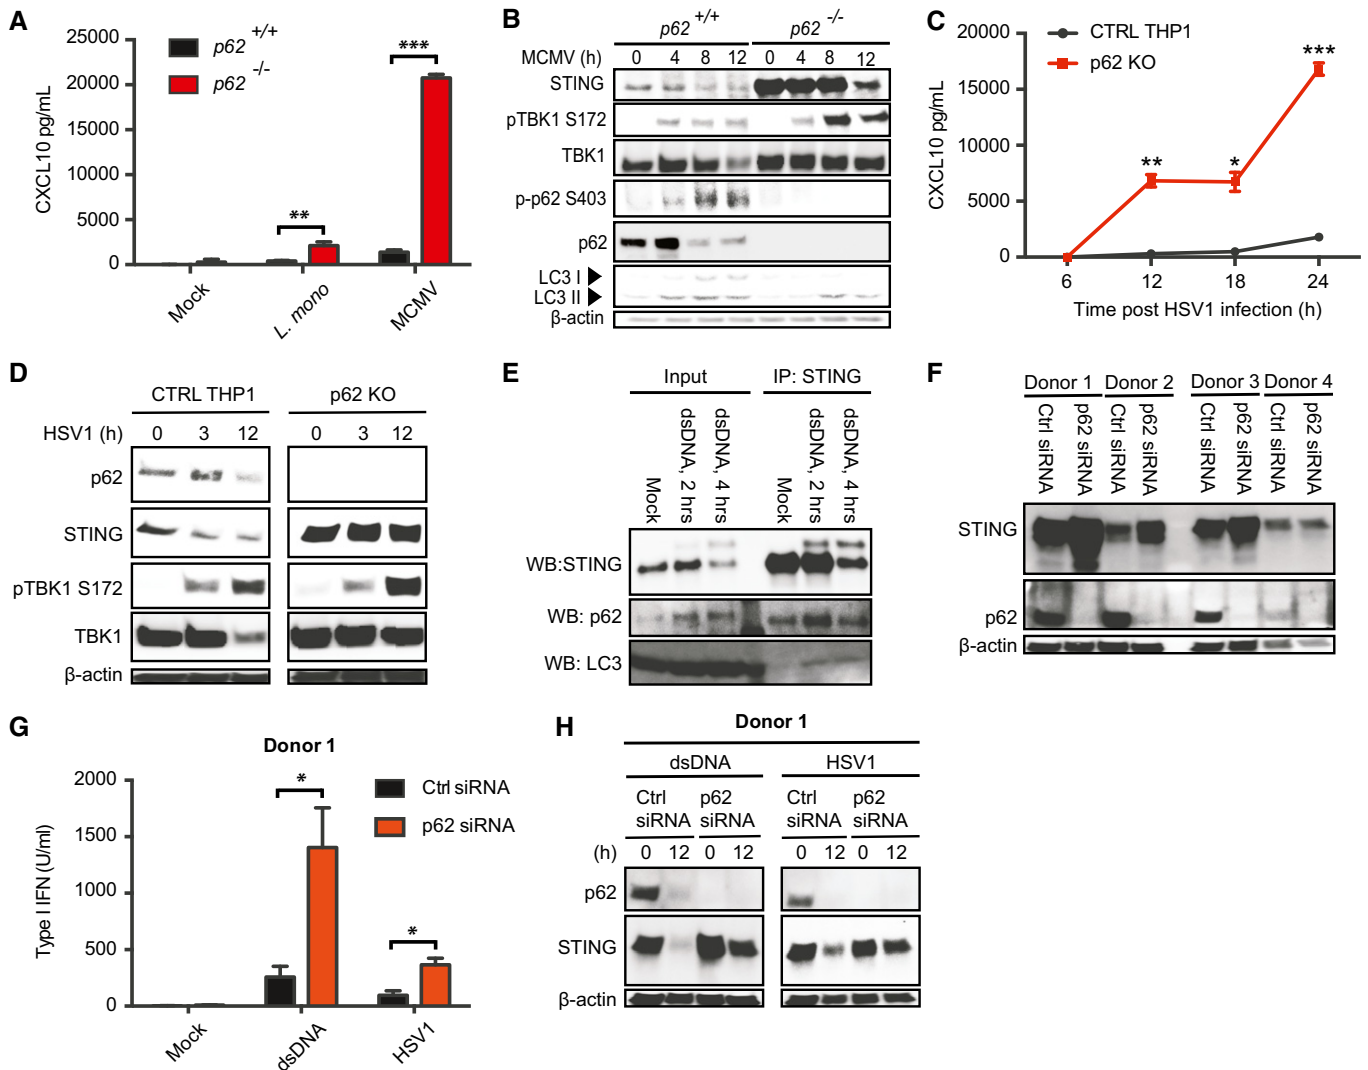 A
CXCL10 pg/mL
25000
20000
15000
10000
5000
0
p62 +/+
p62 -/-
**
***
Mock
L. mono
MCMV
B
p62 +/+
p62 -/-
MCMV (h) 0 4 8 12 0 4 8 12
STING
pTBK1 S172
TBK1
p-p62 S403
p62
LC3 I
LC3 II
β-actin
C
CXCL10 pg/mL
20000
15000
10000
5000
0
CTRL THP1
p62 KO
**
*
***
6 12 18 24
Time post HSV1 infection (h)
D
CTRL THP1
p62 KO
HSV1 (h) 0 3 12 0 3 12
p62
STING
pTBK1 S172
TBK1
β-actin
E
Input
IP: STING
Mock
dsDNA, 2 hrs
dsDNA, 4 hrs
Mock
dsDNA, 2 hrs
dsDNA, 4 hrs
WB:STING
WB: p62
WB: LC3
F
Donor 1 Donor 2 Donor 3 Donor 4
Ctrl siRNA
p62 siRNA
Ctrl siRNA
p62 siRNA
Ctrl siRNA
p62 siRNA
Ctrl siRNA
p62 siRNA
STING
p62
β-actin
G
Donor 1
Type I IFN (U/ml)
2000
1500
1000
500
0
*
*
Ctrl siRNA
p62 siRNA
Mock
dsDNA
HSV1
H
Donor 1
dsDNA
HSV1
Ctrl siRNA
p62 siRNA
Ctrl siRNA
p62 siRNA
(h) 0 12 0 12 0 12 0 12
p62
STING
β-actin